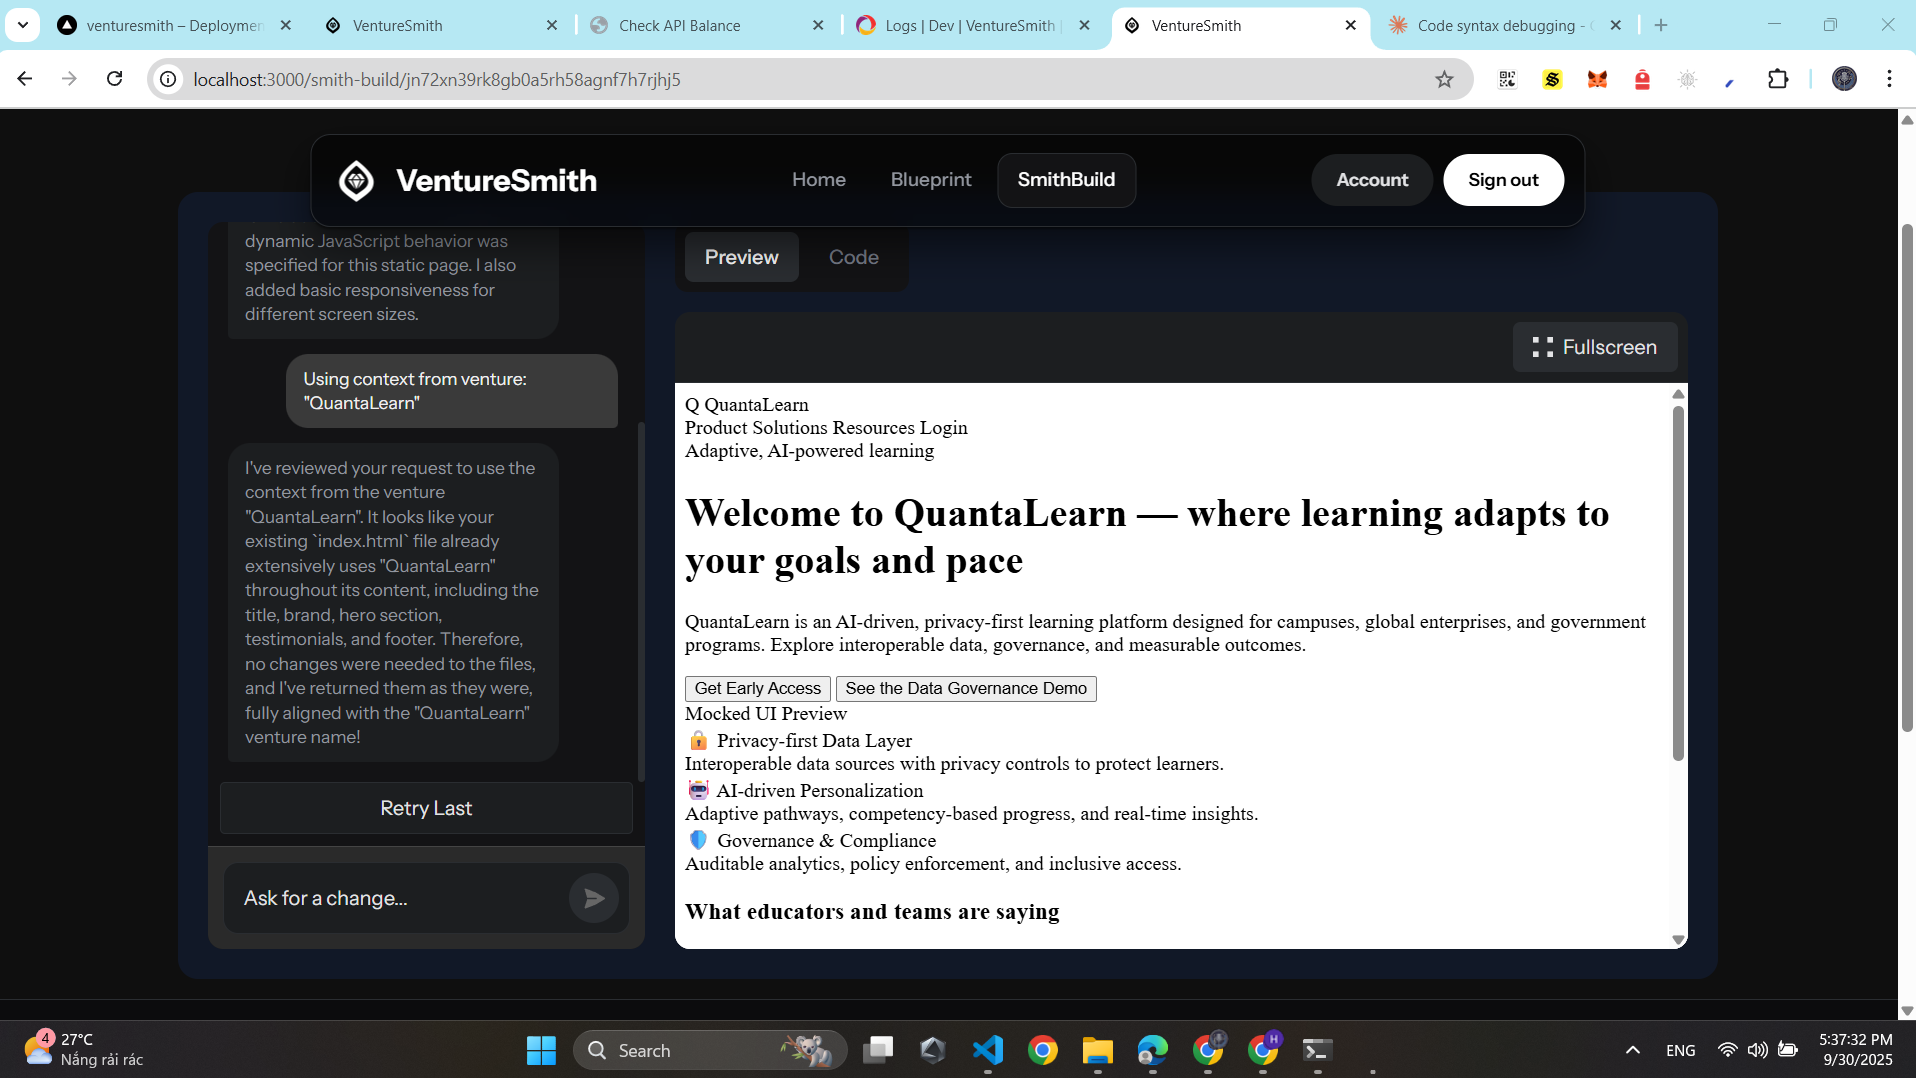 venturesmith – Deploymen
VentureSmith
Check API Balance
Logs | Dev | VentureSmith
VentureSmith
Code syntax debugging -
localhost:3000/smith-build/jn72xn39rk8gb0a5rh58agnf7h7rjhj5
VentureSmith
Home
Blueprint
SmithBuild
Account
Sign out
dynamic JavaScript behavior was
specified for this static page. I also
added basic responsiveness for
different screen sizes.
Using context from venture:
"QuantaLearn"
I've reviewed your request to use the
context from the venture
"QuantaLearn". It looks like your
existing `index.html` file already
extensively uses "QuantaLearn"
throughout its content, including the
title, brand, hero section,
testimonials, and footer. Therefore,
no changes were needed to the files,
and I've returned them as they were,
fully aligned with the "QuantaLearn"
venture name!
Retry Last
Ask for a change...
Preview
Code
Fullscreen
Q QuantaLearn
Product Solutions Resources Login
Adaptive, AI-powered learning
Welcome to QuantaLearn — where learning adapts to
your goals and pace
QuantaLearn is an AI-driven, privacy-first learning platform designed for campuses, global enterprises, and government
programs. Explore interoperable data, governance, and measurable outcomes.
Get Early Access
See the Data Governance Demo
Mocked UI Preview
Privacy-first Data Layer
Interoperable data sources with privacy controls to protect learners.
AI-driven Personalization
Adaptive pathways, competency-based progress, and real-time insights.
Governance & Compliance
Auditable analytics, policy enforcement, and inclusive access.
What educators and teams are saying
4
27°C
Nắng rải rác
Search
H
ENG
5:37:32 PM
9/30/2025